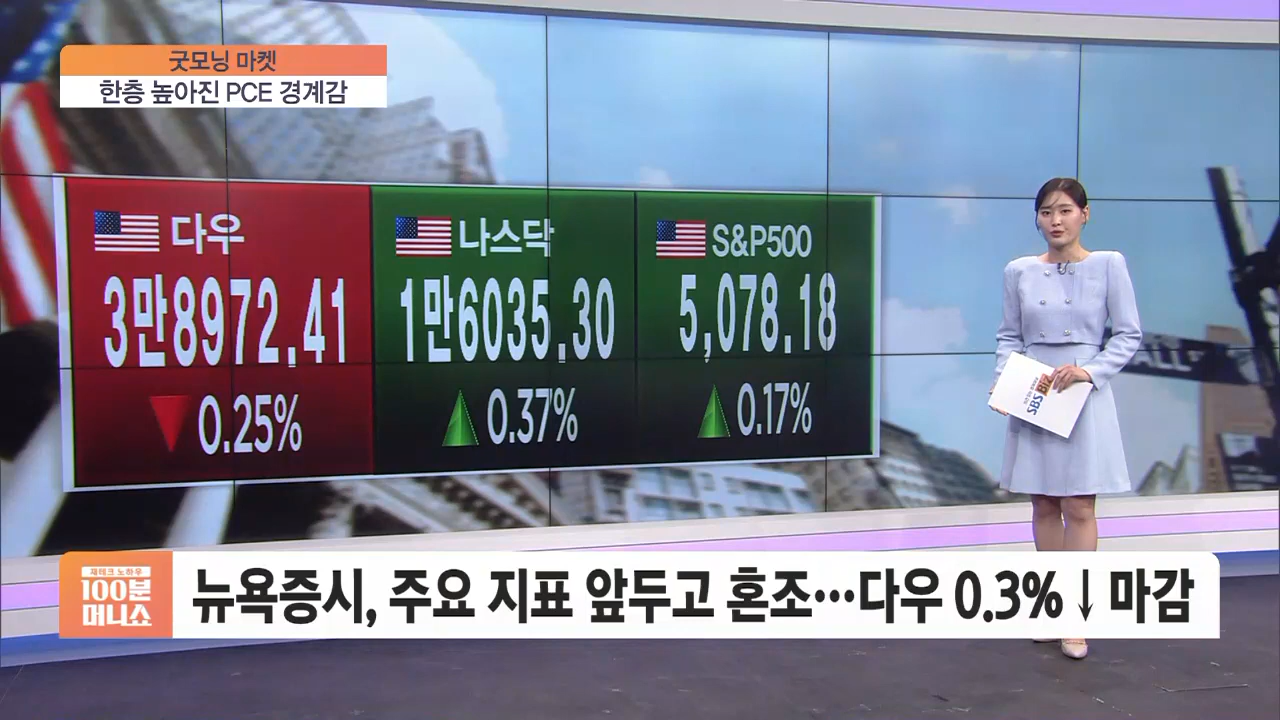 굿모닝 마켓
한층 높아진 PCE 경계감
다우
3만8972.41
▼ 0.25%
나스닥
1만6035.30
▲ 0.37%
S&P500
5,078.18
▲ 0.17%
SBS Biz
재테크 노하우
100분
머니쇼
뉴욕증시, 주요 지표 앞두고 혼조…다우 0.3%↓마감